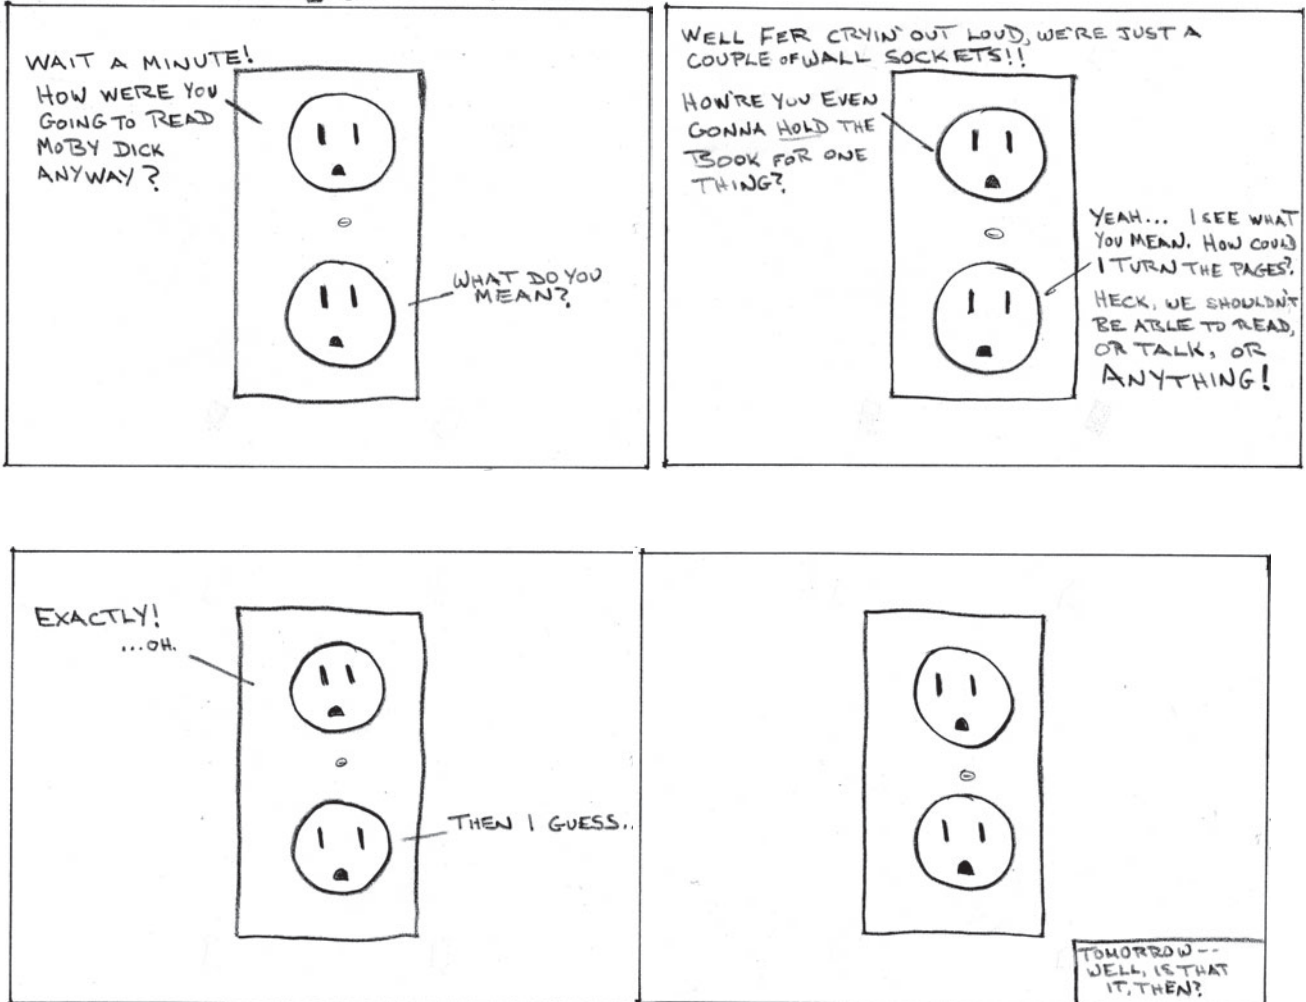 WAIT A MINUTE!
HOW WERE YOU
GOING TO READ
MOBY DICK
ANYWAY?
WHAT DO YOU
MEAN?
WELL FER CRYIN' OUT LOUD, WE'RE JUST A
COUPLE OF WALL SOCKETS!!
HOW'RE YOU EVEN
GONNA HOLD THE
BOOK FOR ONE
THING?
YEAH... I SEE WHAT
YOU MEAN. HOW COULD
I TURN THE PAGES?
HECK, WE SHOULDN'T
BE ABLE TO READ,
OR TALK, OR
ANYTHING!
EXACTLY!
...OH.
THEN I GUESS..
TOMORROW--
WELL, IS THAT
IT, THEN?